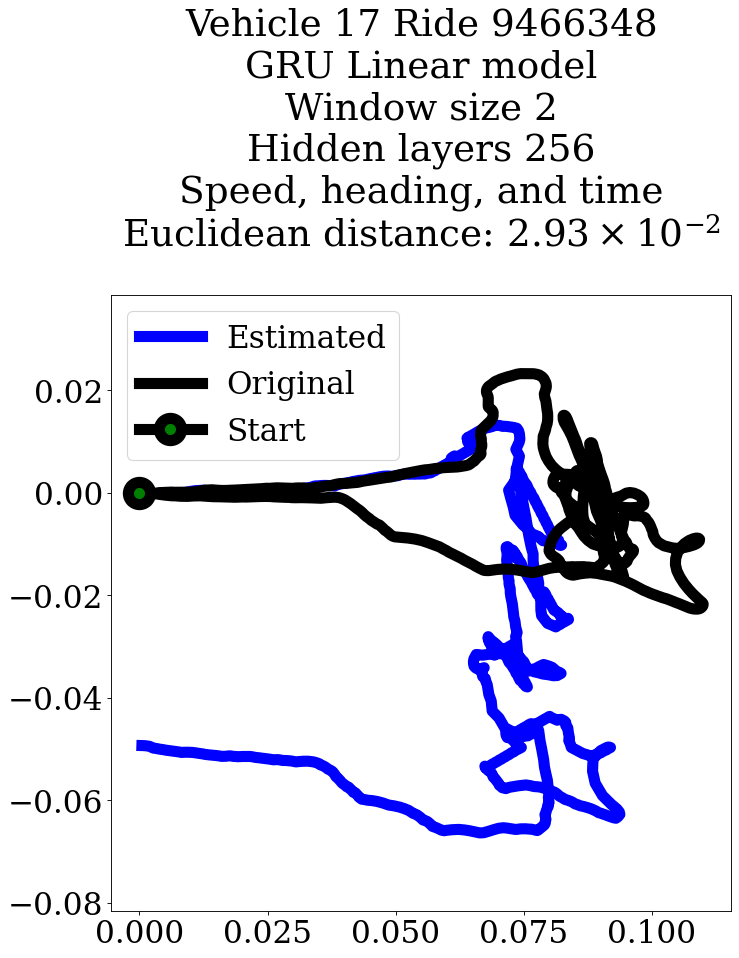 Vehicle 17 Ride 9466348
GRU Linear model
Window size 2
Hidden layers 256
Speed, heading, and time
Euclidean distance: 2.93 × 10⁻²
Estimated
Original
Start
0.02
0.00
−0.02
−0.04
−0.06
−0.08
0.000 0.025 0.050 0.075 0.100